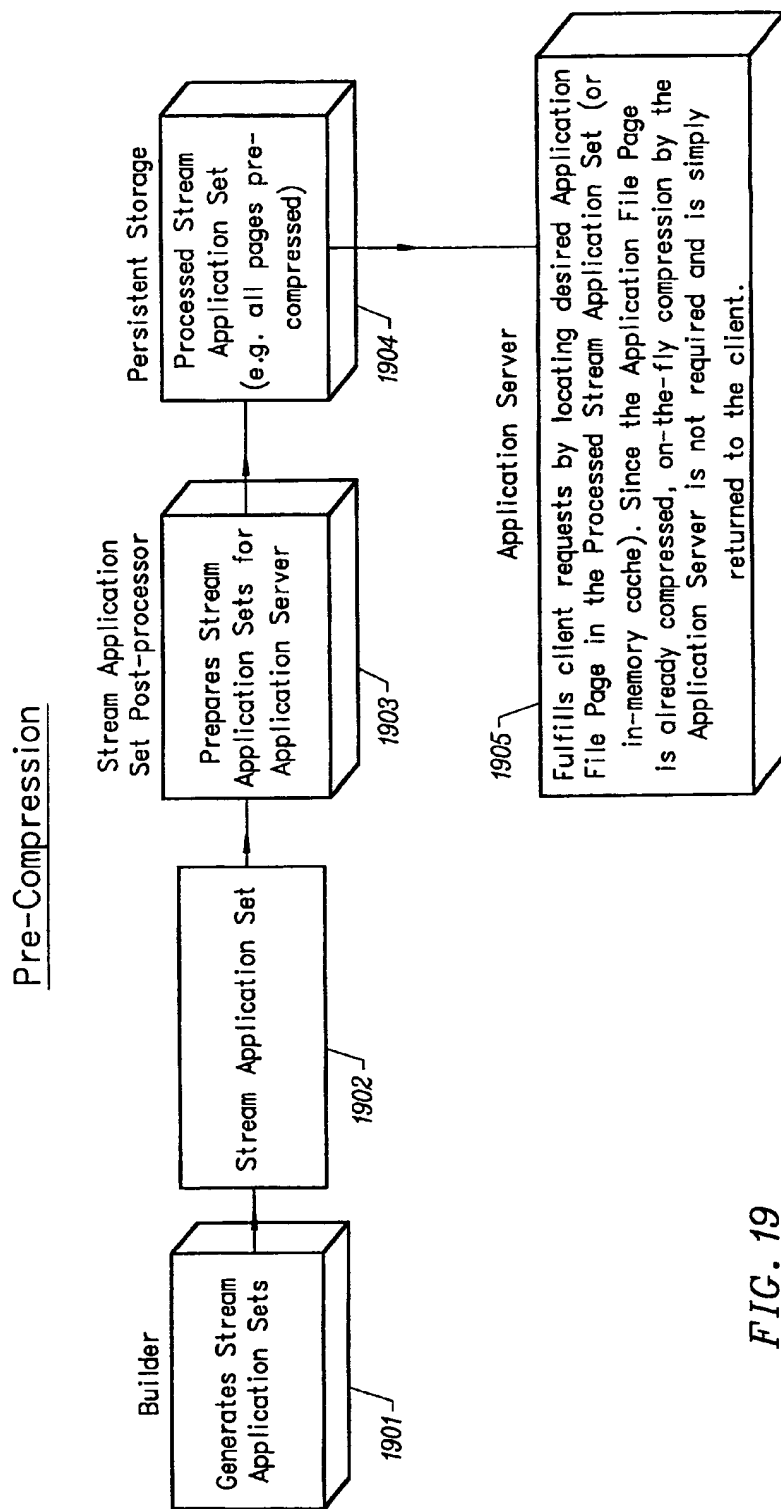 Pre-Compression
Builder
Generates Stream
Application Sets
1901
Stream Application Set
1902
Stream Application
Set Post-processor
Prepares Stream
Application Sets for
Application Server
1903
Persistent Storage
Processed Stream
Application Set
(e.g. all pages pre-
compressed)
1904
Application Server
1905
Fulfills client requests by locating desired Application
File Page in the Processed Stream Application Set (or
in-memory cache). Since the Application File Page
is already compressed, on-the-fly compression by the
Application Server is not required and is simply
returned to the client.
FIG. 19